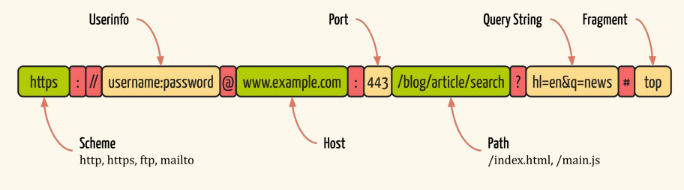 Userinfo Port Query String Fragment
https : // username:password @ www.example.com : 443 /blog/article/search ? hl=en&q=news # top
Scheme Host Path
http, https, ftp, mailto /index.html, /main.js